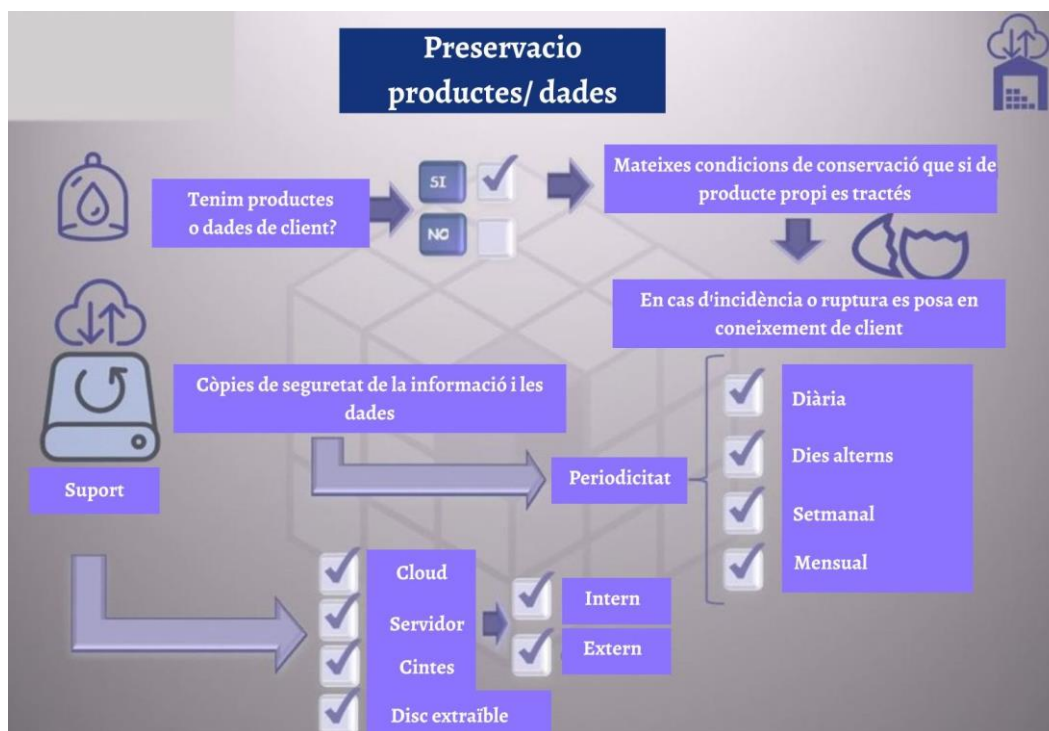 Preservacio
productes/ dades
Tenim productes
o dades de client?
SI
NO
Mateixes condicions de conservació que si de
producte propi es tractés
En cas d'incidència o ruptura es posa en
coneixement de client
Còpies de seguretat de la informació i les
dades
Suport
Periodicitat
Diària
Dies alterns
Setmanal
Mensual
Cloud
Servidor
Cintes
Disc extraïble
Intern
Extern